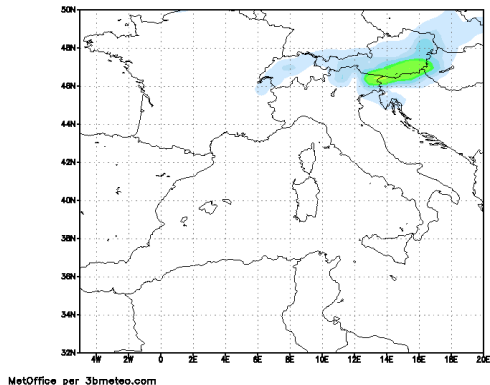 50N
48N
46N
44N
42N
40N
38N
36N
34N
32N
4W 2W 0 2E 4E 6E 8E 10E 12E 14E 16E 18E 20E
MetOffice per 3bmeteo.com